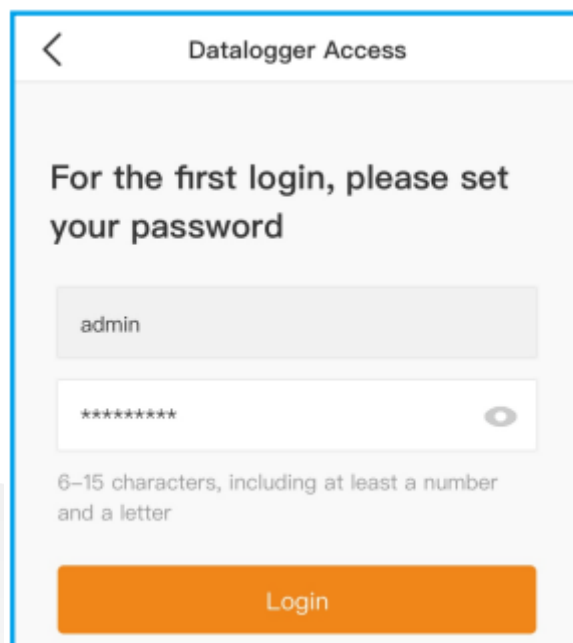 Datalogger Access
For the first login, please set
your password
admin
*********
6–15 characters, including at least a number
and a letter
Login